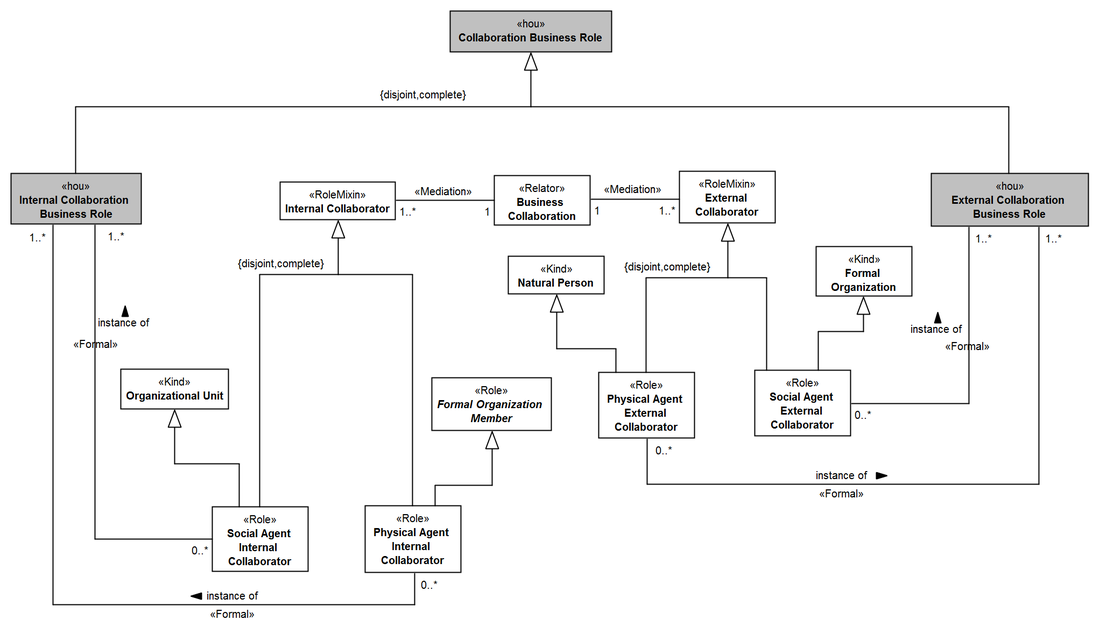 «hou»
Collaboration Business Role
{disjoint,complete}
«hou»
Internal Collaboration
Business Role
1..*
1..*
«RoleMixin»
Internal Collaborator
«Mediation»
1..*
1
«Relator»
Business
Collaboration
«Mediation»
1
1..*
«RoleMixin»
External
Collaborator
«hou»
External Collaboration
Business Role
1..*
1..*
{disjoint,complete}
{disjoint,complete}
«Kind»
Natural Person
«Kind»
Formal
Organization
instance of
«Formal»
instance of
«Formal»
«Kind»
Organizational Unit
«Role»
Formal Organization
Member
«Role»
Physical Agent
External
Collaborator
0..*
«Role»
Social Agent
External
Collaborator
0..*
instance of
«Formal»
«Role»
Social Agent
Internal
Collaborator
0..*
«Role»
Physical Agent
Internal
Collaborator
0..*
instance of
«Formal»